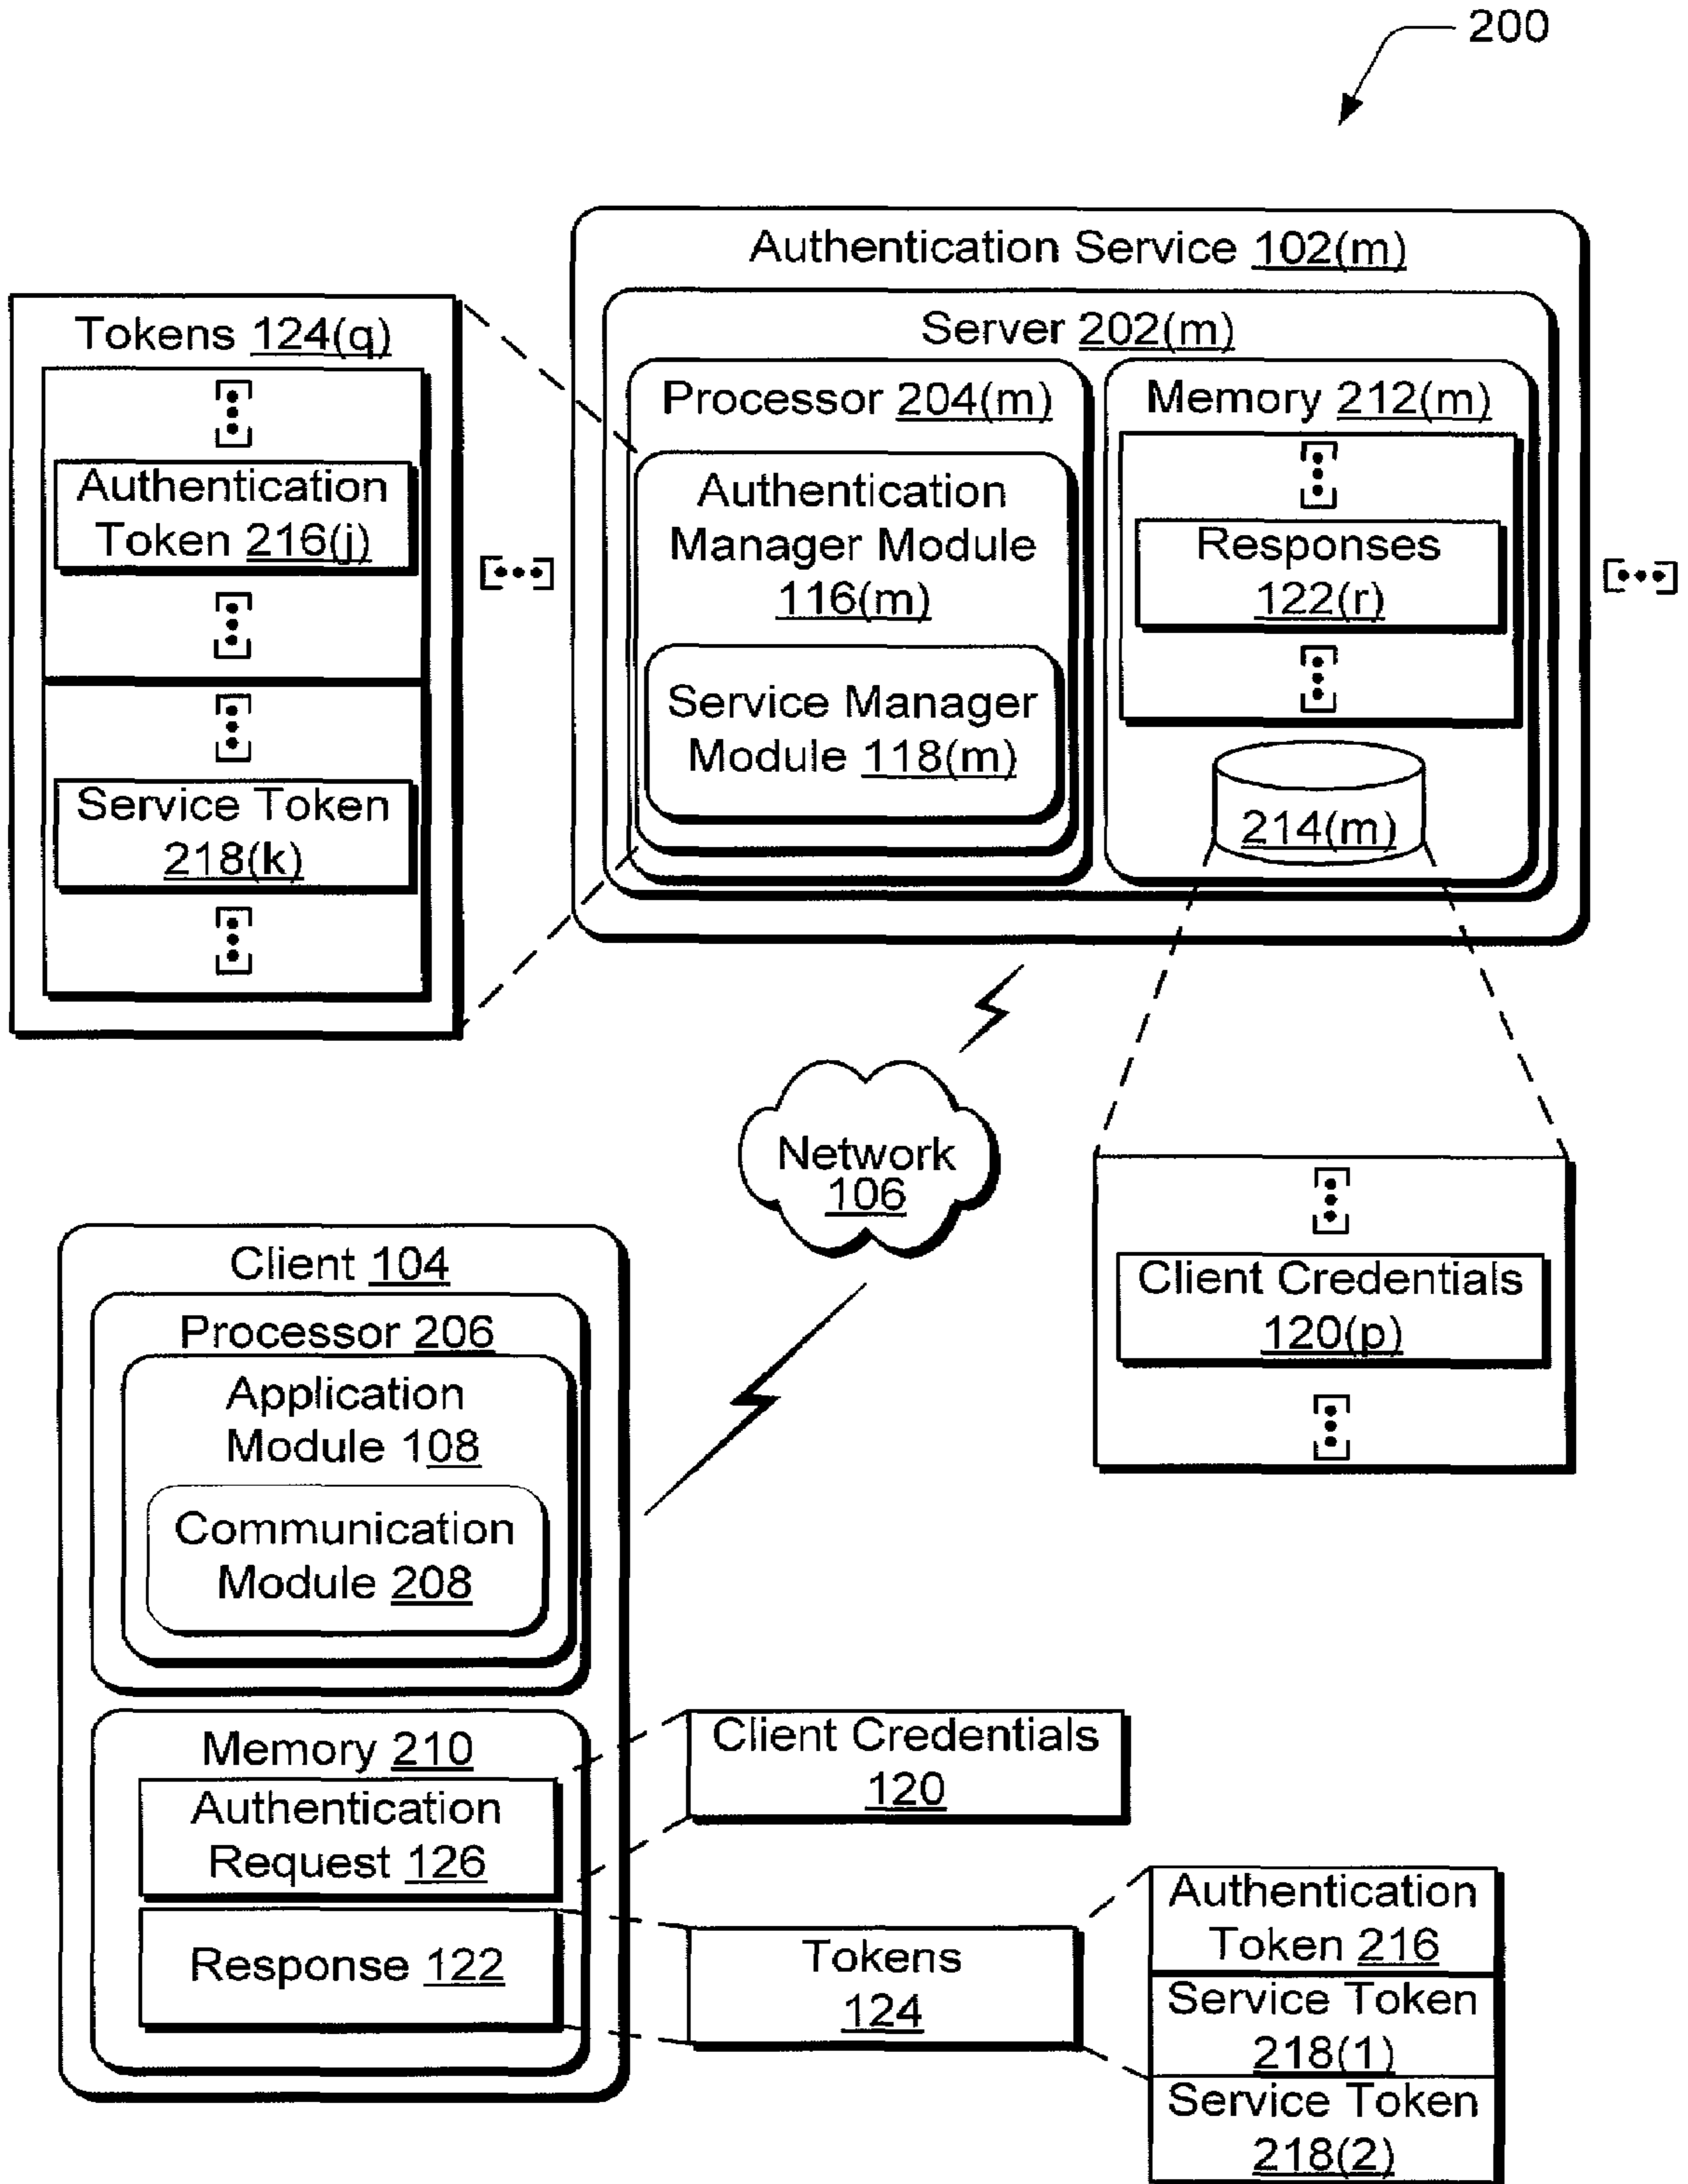 200
Authentication Service 102(m)
Server 202(m)
Tokens 124(q)
Authentication
Token 216(j)
Service Token
218(k)
Processor 204(m)
Authentication
Manager Module
116(m)
Service Manager
Module 118(m)
Memory 212(m)
Responses
122(r)
214(m)
Network
106
Client Credentials
120(p)
Client 104
Processor 206
Application
Module 108
Communication
Module 208
Memory 210
Authentication
Request 126
Response 122
Client Credentials
120
Tokens
124
Authentication
Token 216
Service Token
218(1)
Service Token
218(2)